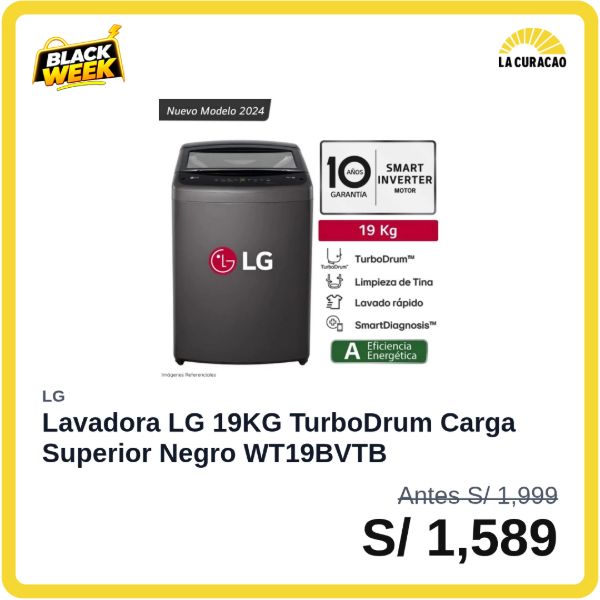 BLACK
WEEK
LA CURACAO
Nuevo Modelo 2024
10
AÑOS
GARANTÍA
SMART
INVERTER
MOTOR
19 Kg
LG
TurboDrum™
TurboDrum™
Limpieza de Tina
Lavado rápido
SmartDiagnosis™
A Eficiencia
Energética
Imágenes Referenciales
LG
Lavadora LG 19KG TurboDrum Carga
Superior Negro WT19BVTB
Antes S/ 1,999
S/ 1,589